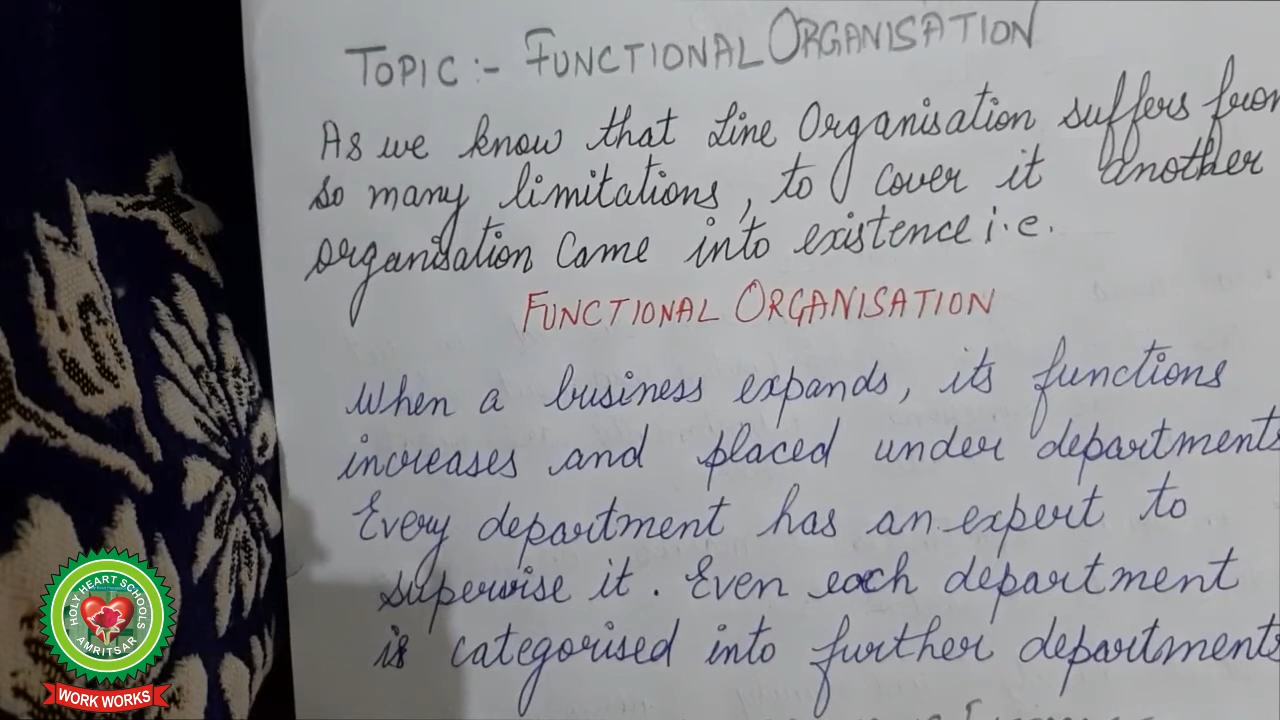 TOPIC :- FUNCTIONAL ORGANISATION
As we know that Line Organisation suffers from
so many limitations, to cover it another
organisation came into existence i.e.
FUNCTIONAL ORGANISATION
When a business expands, its functions
increases and placed under departments
Every department has an expert to
supervise it. Even each department
is categorised into further departments
HOLY HEART SCHOOLS
AMRITSAR
WORK WORKS